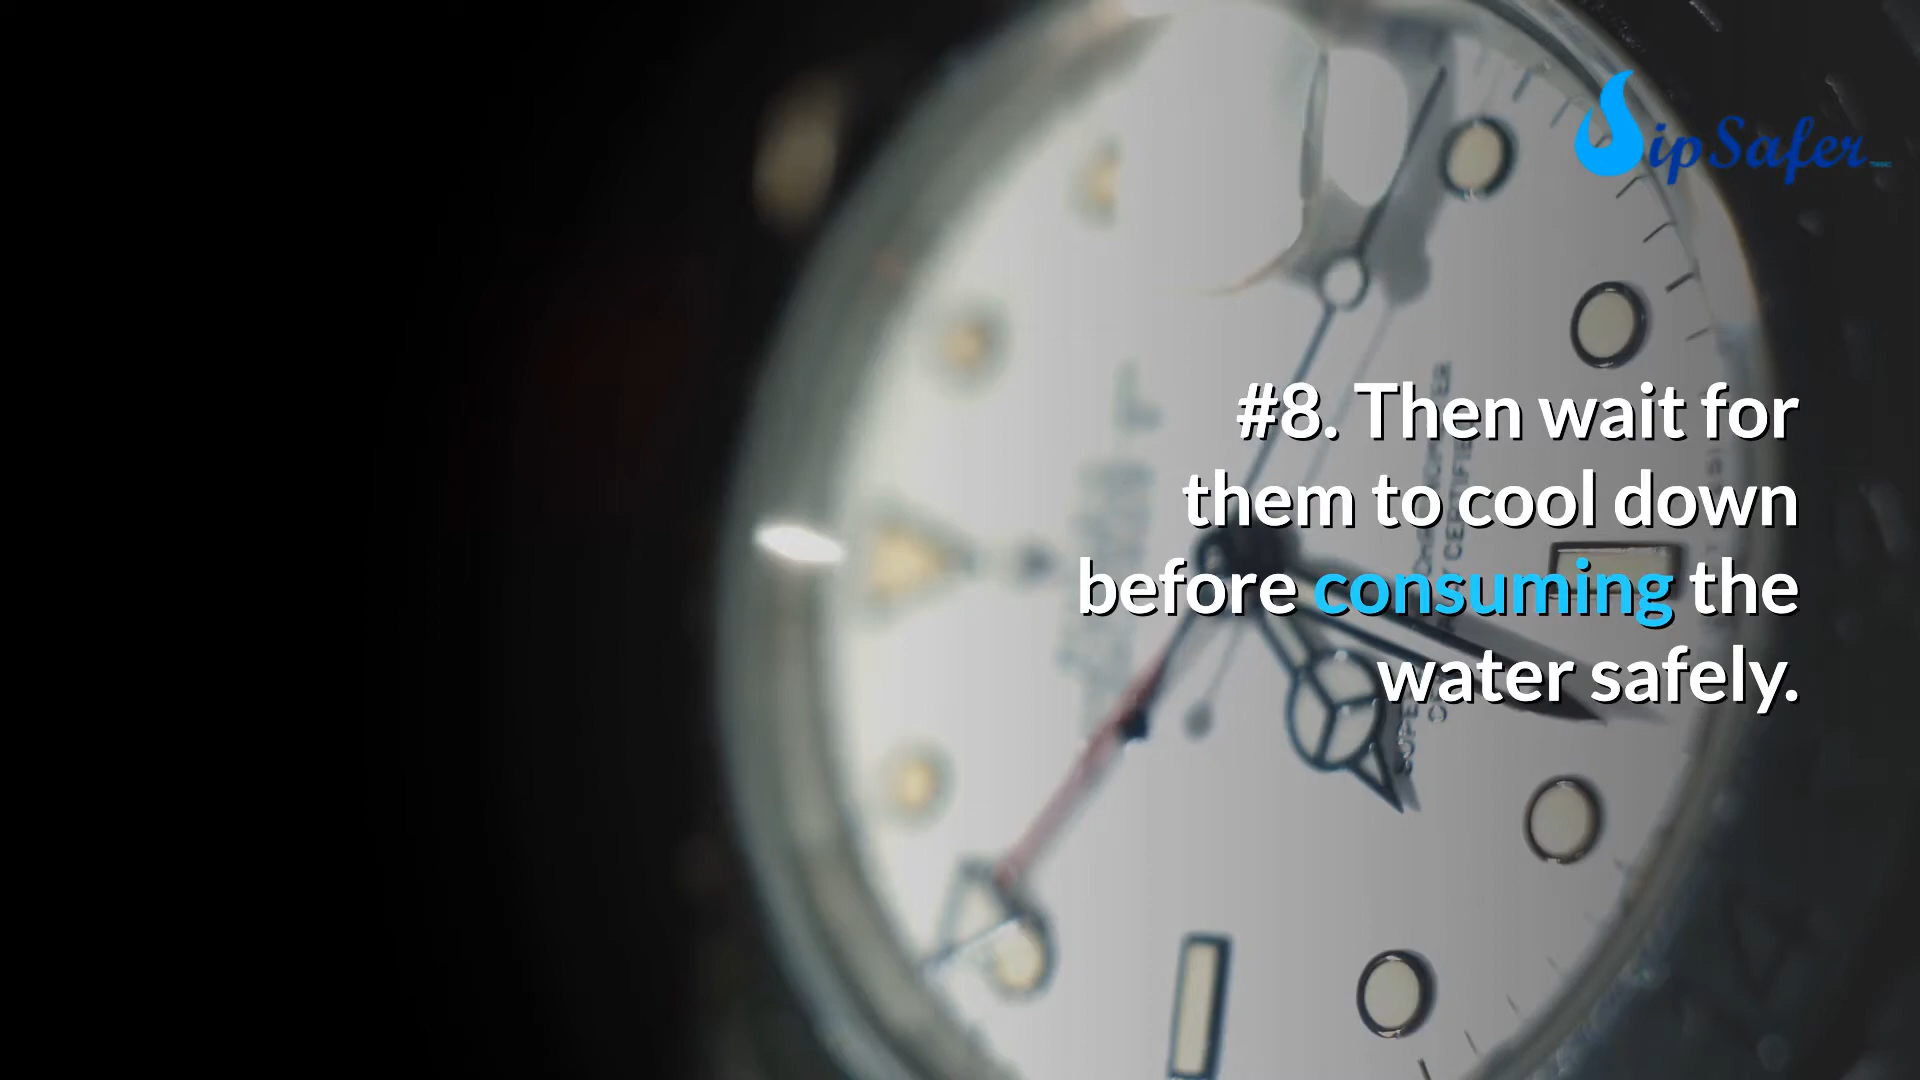 SipSafer
#8. Then wait for
them to cool down
before consuming the
water safely.